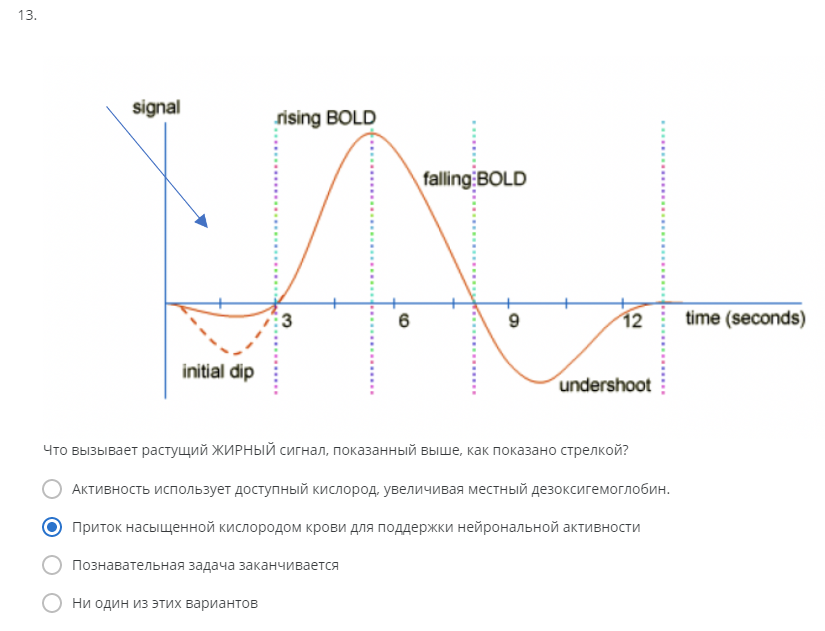 13.
signal
rising BOLD
falling BOLD
3
6
9
12
time (seconds)
initial dip
undershoot
Что вызывает растущий ЖИРНЫЙ сигнал, показанный выше, как показано стрелкой?
Активность использует доступный кислород, увеличивая местный дезоксигемоглобин.
Приток насыщенной кислородом крови для поддержки нейрональной активности
Познавательная задача заканчивается
Ни один из этих вариантов